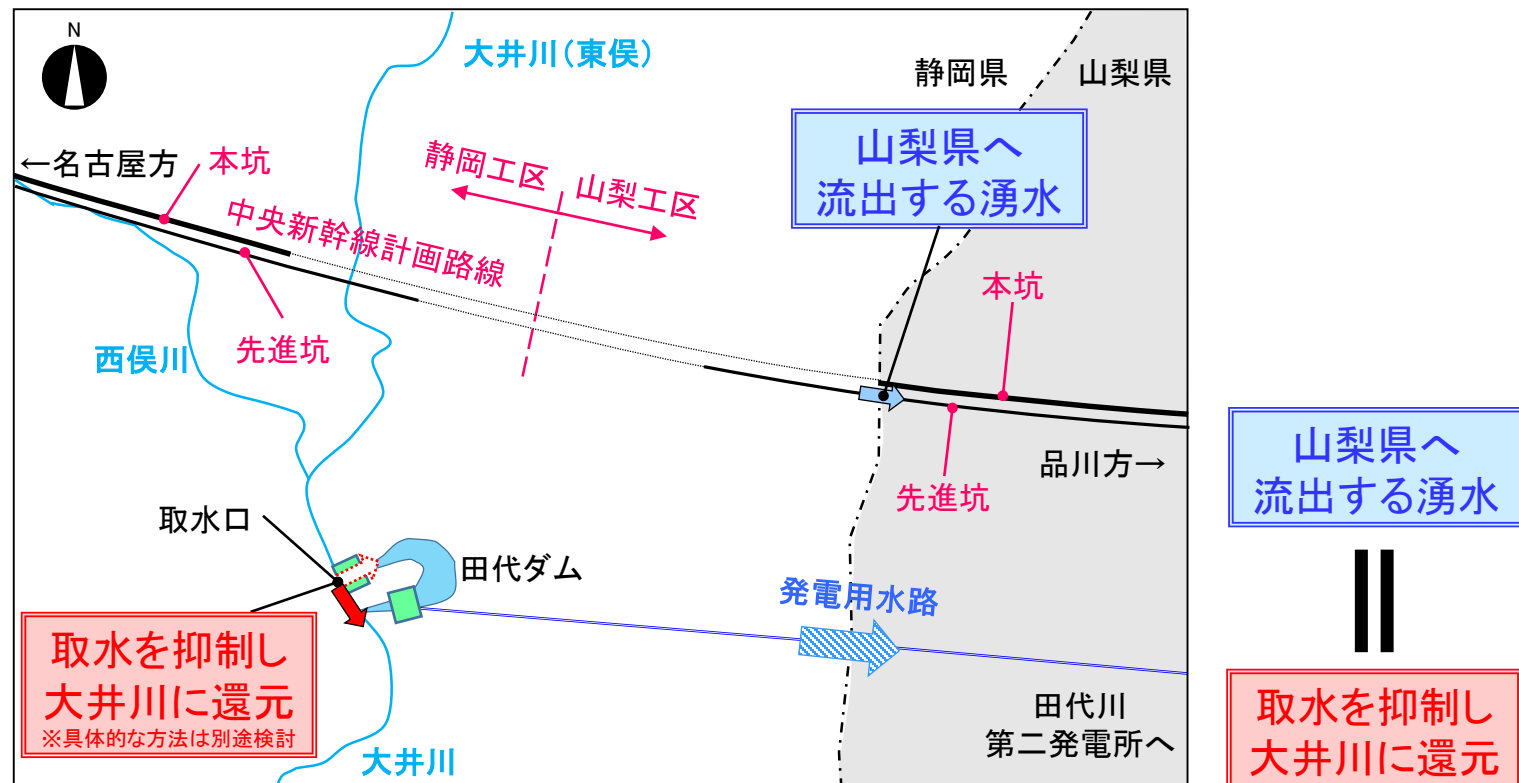 N
大井川(東俣)
静岡県
山梨県
山梨県へ
流出する湧水
←名古屋方
本坑
静岡工区
山梨工区
中央新幹線計画路線
本坑
西俣川
先進坑
先進坑
品川方→
山梨県へ
流出する湧水
取水口
田代ダム
発電用水路
取水を抑制し
大井川に還元
※具体的な方法は別途検討
大井川
田代川
第二発電所へ
取水を抑制し
大井川に還元